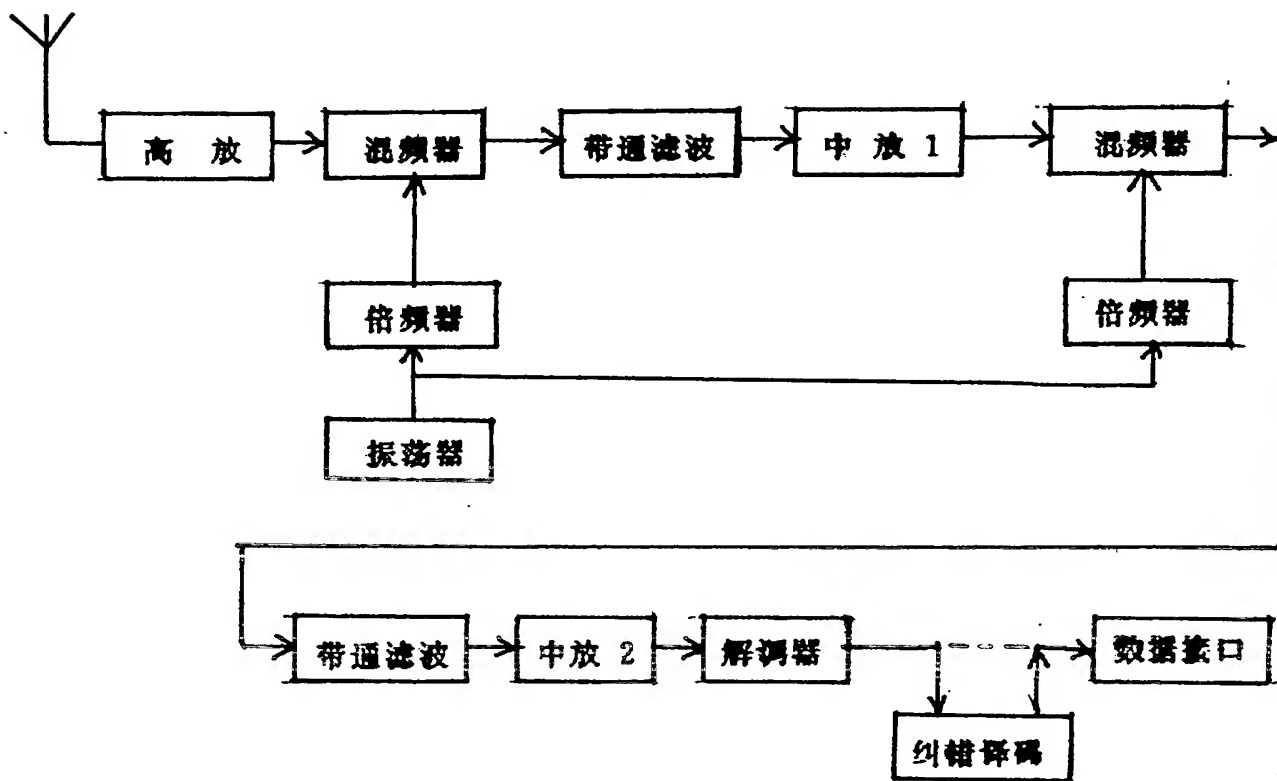 高 放
混频器
带通滤波
中 放 1
混频器
倍频器
倍频器
振荡器
带通滤波
中放 2
解调器
数据接口
纠错译码